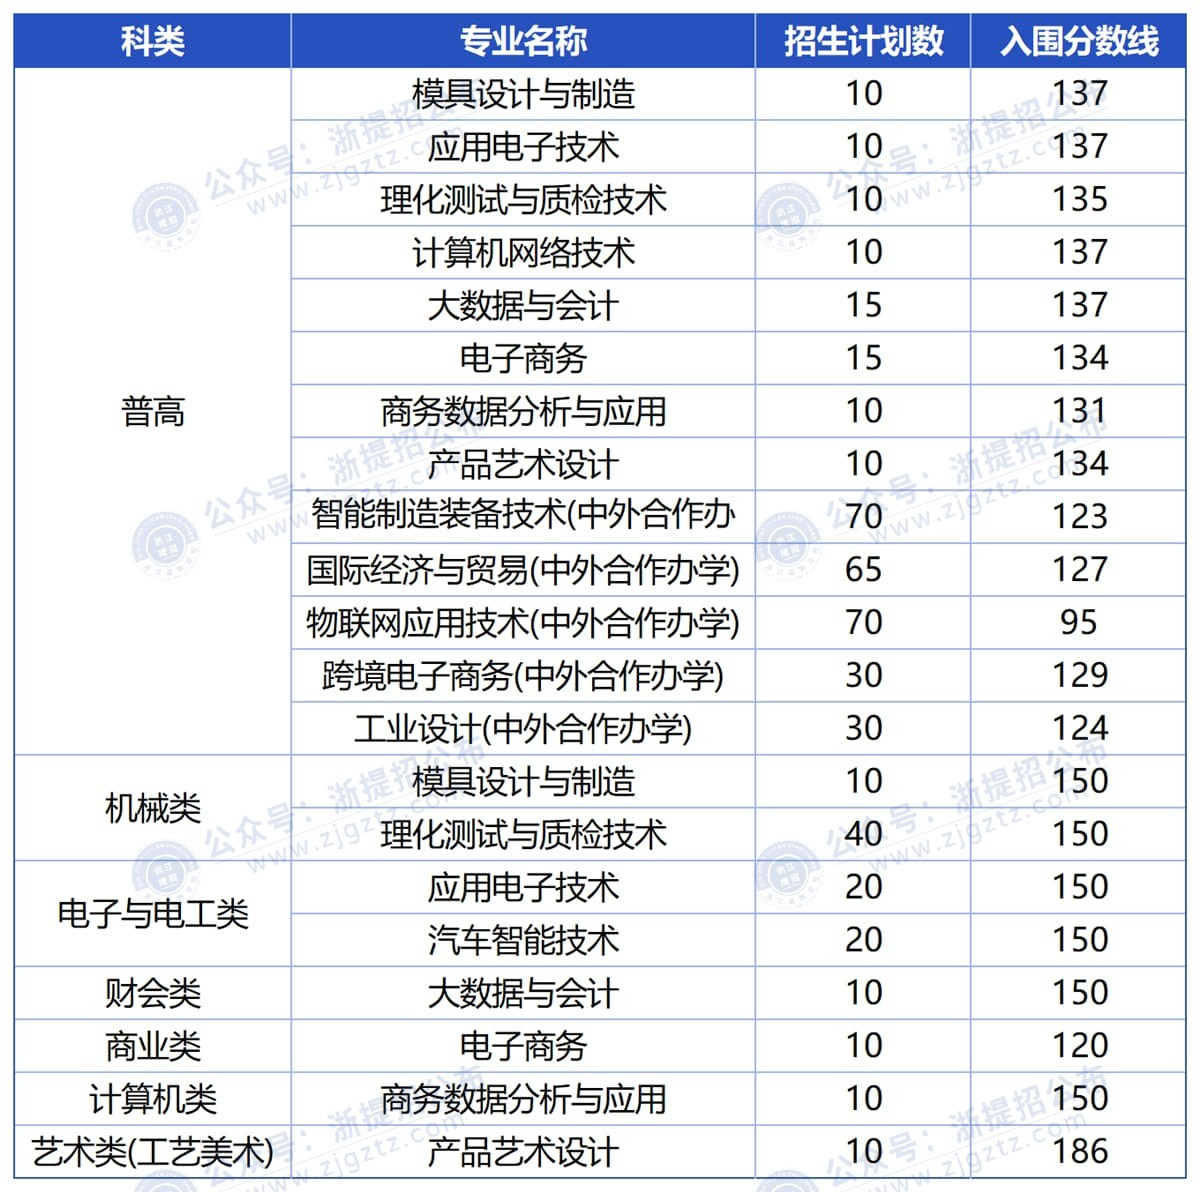 科类 专业名称 招生计划数 入围分数线
普高
模具设计与制造 10 137
应用电子技术 10 137
理化测试与质检技术 10 135
计算机网络技术 10 137
大数据与会计 15 137
电子商务 15 134
商务数据分析与应用 10 131
产品艺术设计 10 134
智能制造装备技术(中外合作办 70 123
国际经济与贸易(中外合作办学) 65 127
物联网应用技术(中外合作办学) 70 95
跨境电子商务(中外合作办学) 30 129
工业设计(中外合作办学) 30 124
机械类
模具设计与制造 10 150
理化测试与质检技术 40 150
电子与电工类
应用电子技术 20 150
汽车智能技术 20 150
财会类 大数据与会计 10 150
商业类 电子商务 10 120
计算机类 商务数据分析与应用 10 150
艺术类(工艺美术) 产品艺术设计 10 186
公众号：浙提招公布
www.zjgztz.com